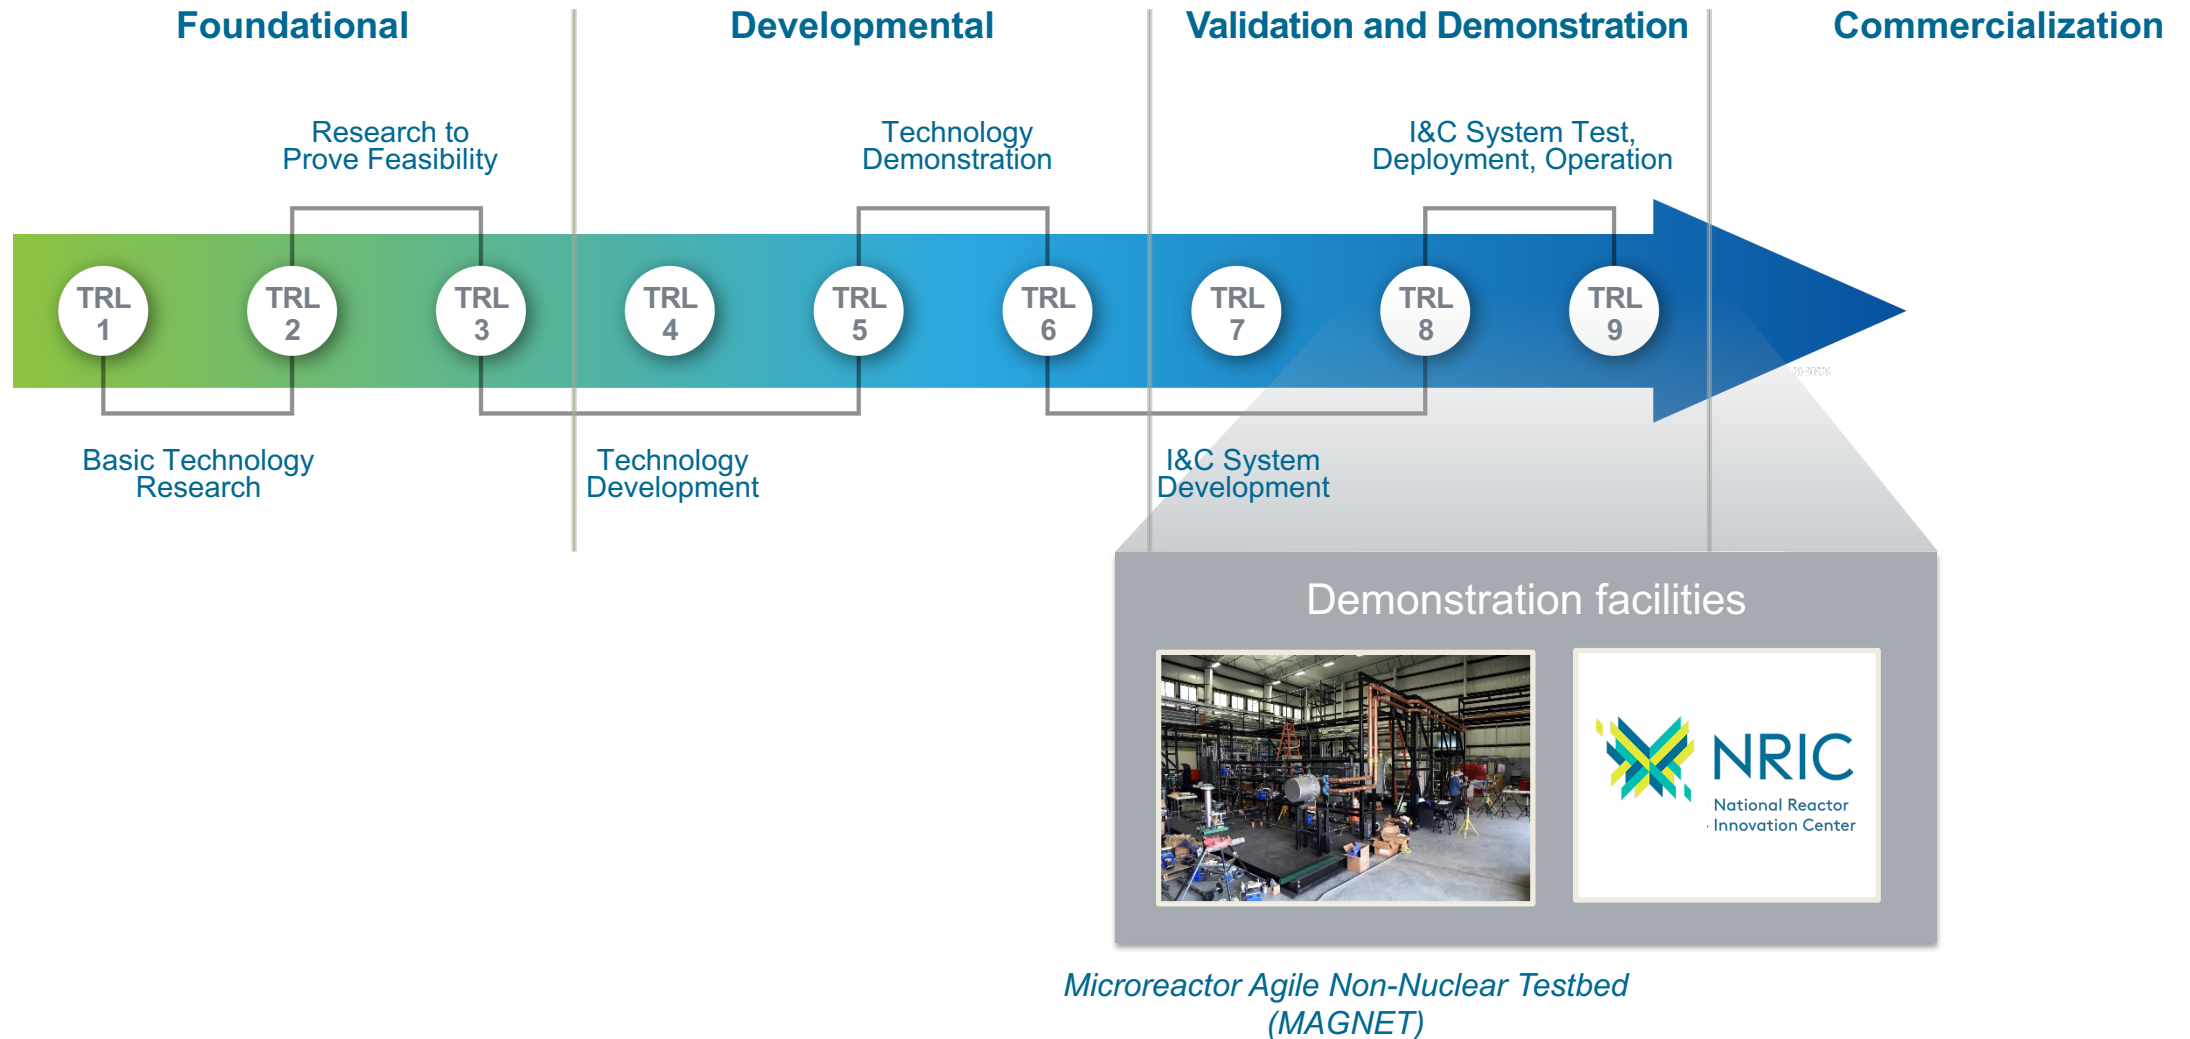 Foundational
Developmental
Validation and Demonstration
Commercialization
Research to
Prove Feasibility
Technology
Demonstration
I&C System Test,
Deployment, Operation
TRL
1
TRL
2
TRL
3
TRL
4
TRL
5
TRL
6
TRL
7
TRL
8
TRL
9
Basic Technology
Research
Technology
Development
I&C System
Development
Demonstration facilities
NRIC
National Reactor
Innovation Center
Microreactor Agile Non-Nuclear Testbed
(MAGNET)